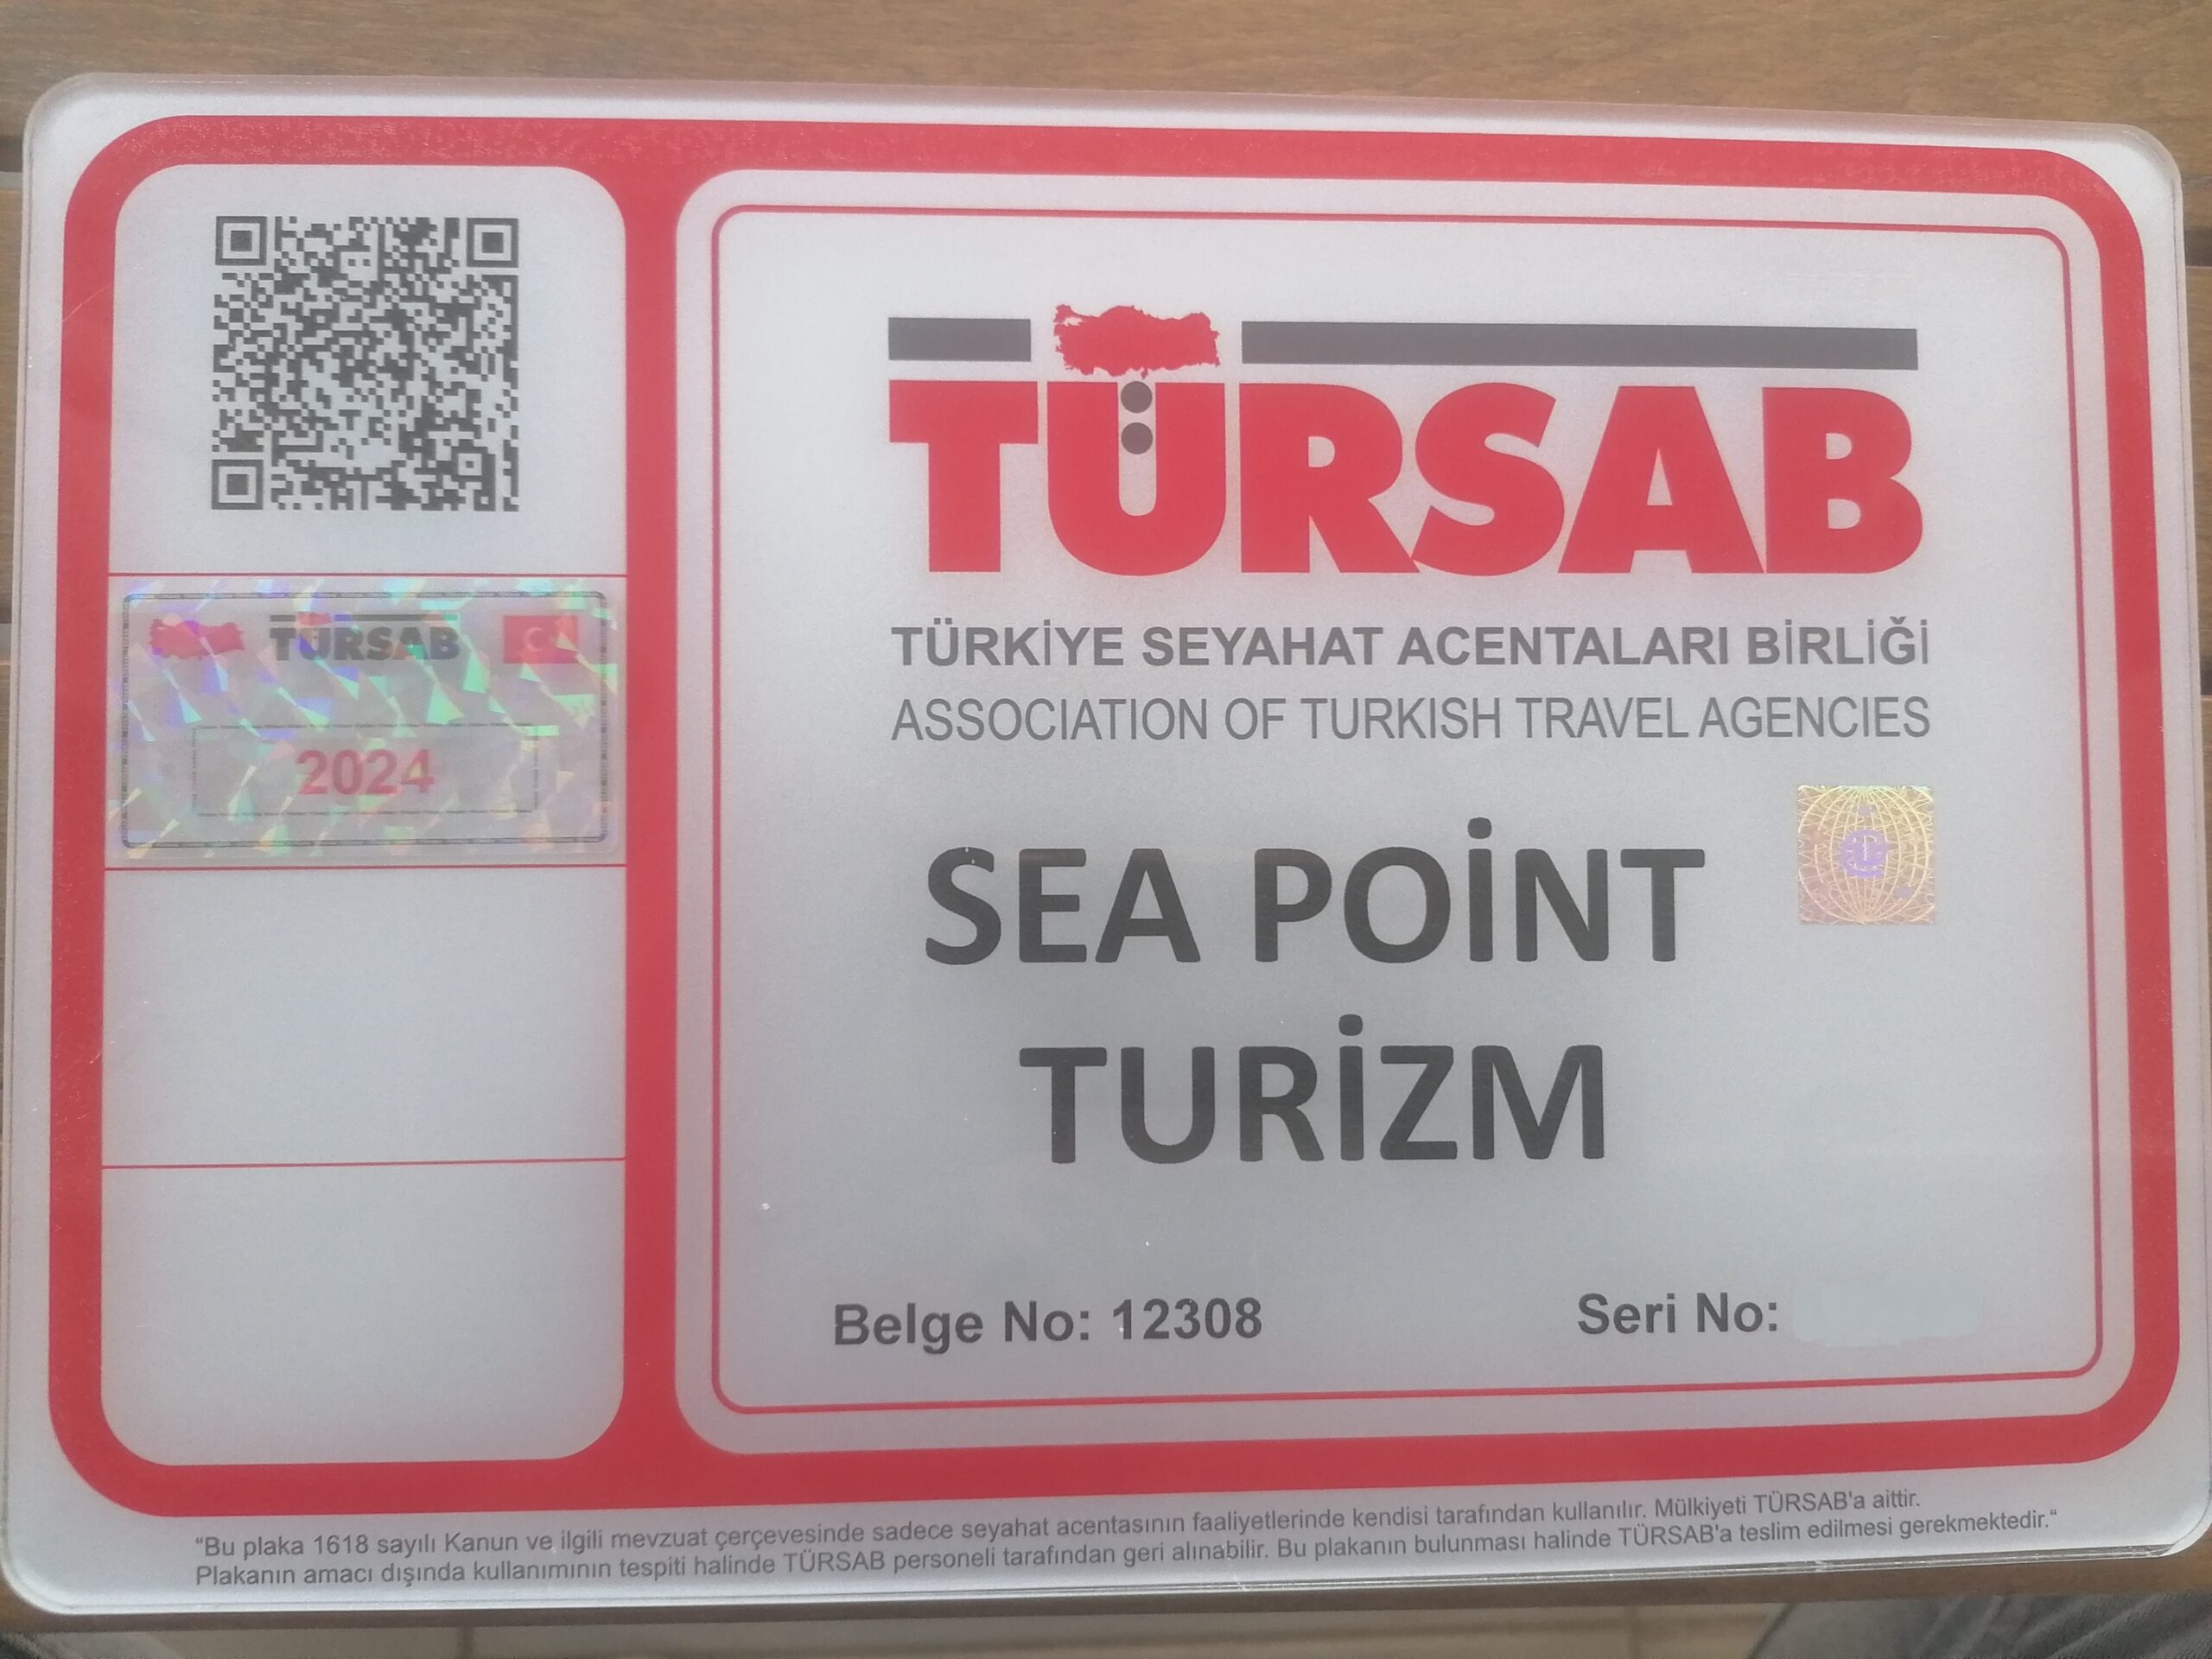 TÜRSAB
2024
TÜRSAB
TÜRKİYE SEYAHAT ACENTALARI BİRLİĞİ
ASSOCIATION OF TURKISH TRAVEL AGENCIES
SEA POİNT
TURİZM
Belge No: 12308
Seri No:
“Bu plaka 1618 sayılı Kanun ve ilgili mevzuat çerçevesinde sadece seyahat acentasının faaliyetlerinde kendisi tarafından kullanılır. Mülkiyeti TÜRSAB'a aittir.
Plakanın amacı dışında kullanımının tespiti halinde TÜRSAB personeli tarafından geri alınabilir. Bu plakanın bulunması halinde TÜRSAB'a teslim edilmesi gerekmektedir.“